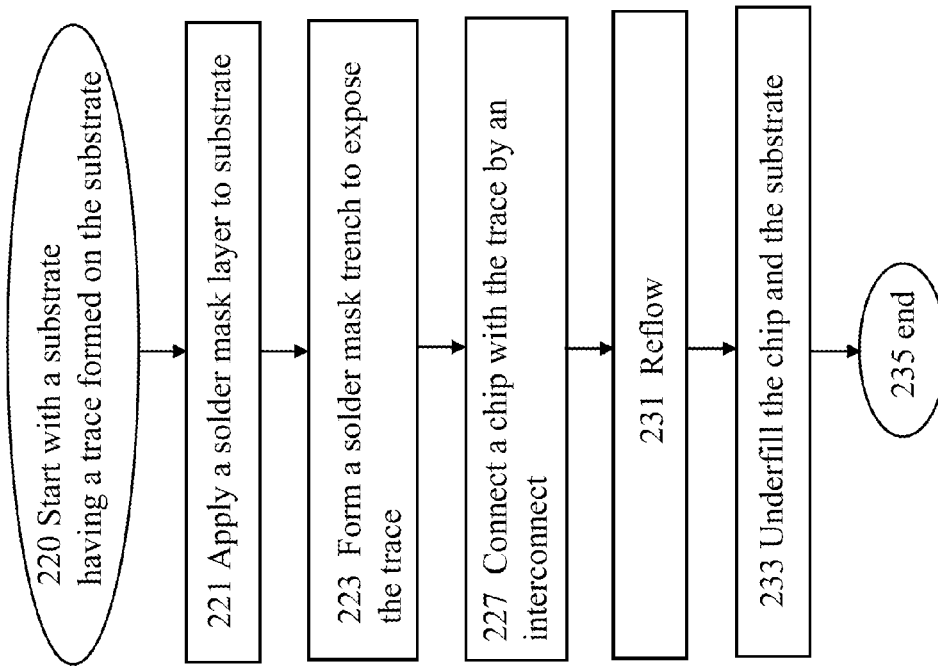 220 Start with a substrate
having a trace formed on the substrate
221 Apply a solder mask layer to substrate
223 Form a solder mask trench to expose
the trace
227 Connect a chip with the trace by an
interconnect
231 Reflow
233 Underfill the chip and the substrate
235 end